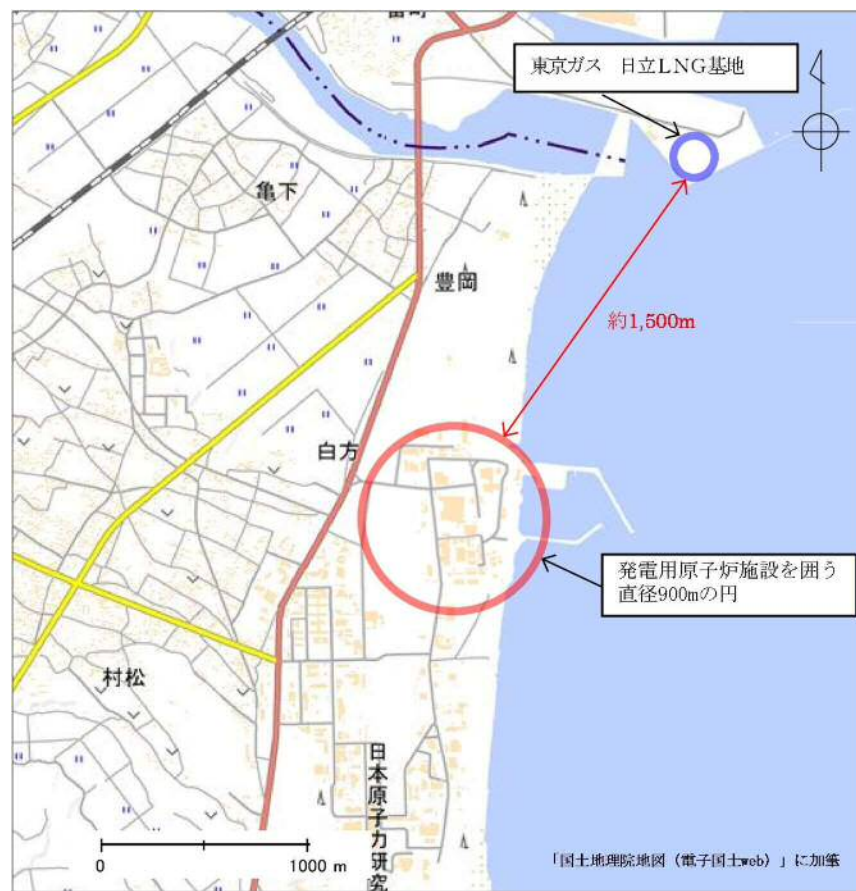 東京ガス　日立LNG基地
亀下
豊岡
約1,500m
白方
発電用原子炉施設を囲う
直径900mの円
村松
日本原子力研究
0
1000 m
「国土地理院地図（電子国土web）」に加筆